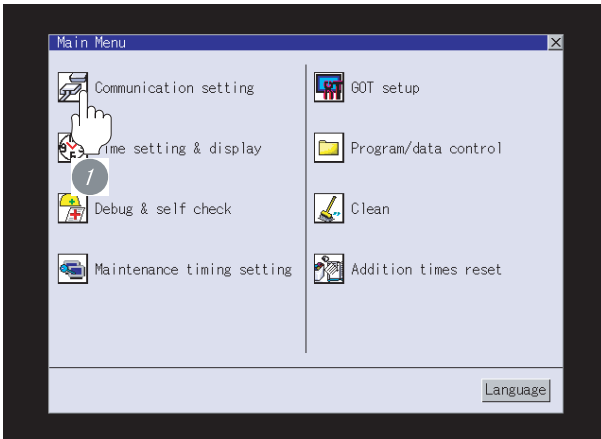 Main Menu
Communication setting
Time setting & display
1
Debug & self check
Maintenance timing setting
GOT setup
Program/data control
Clean
Addition times reset
Language